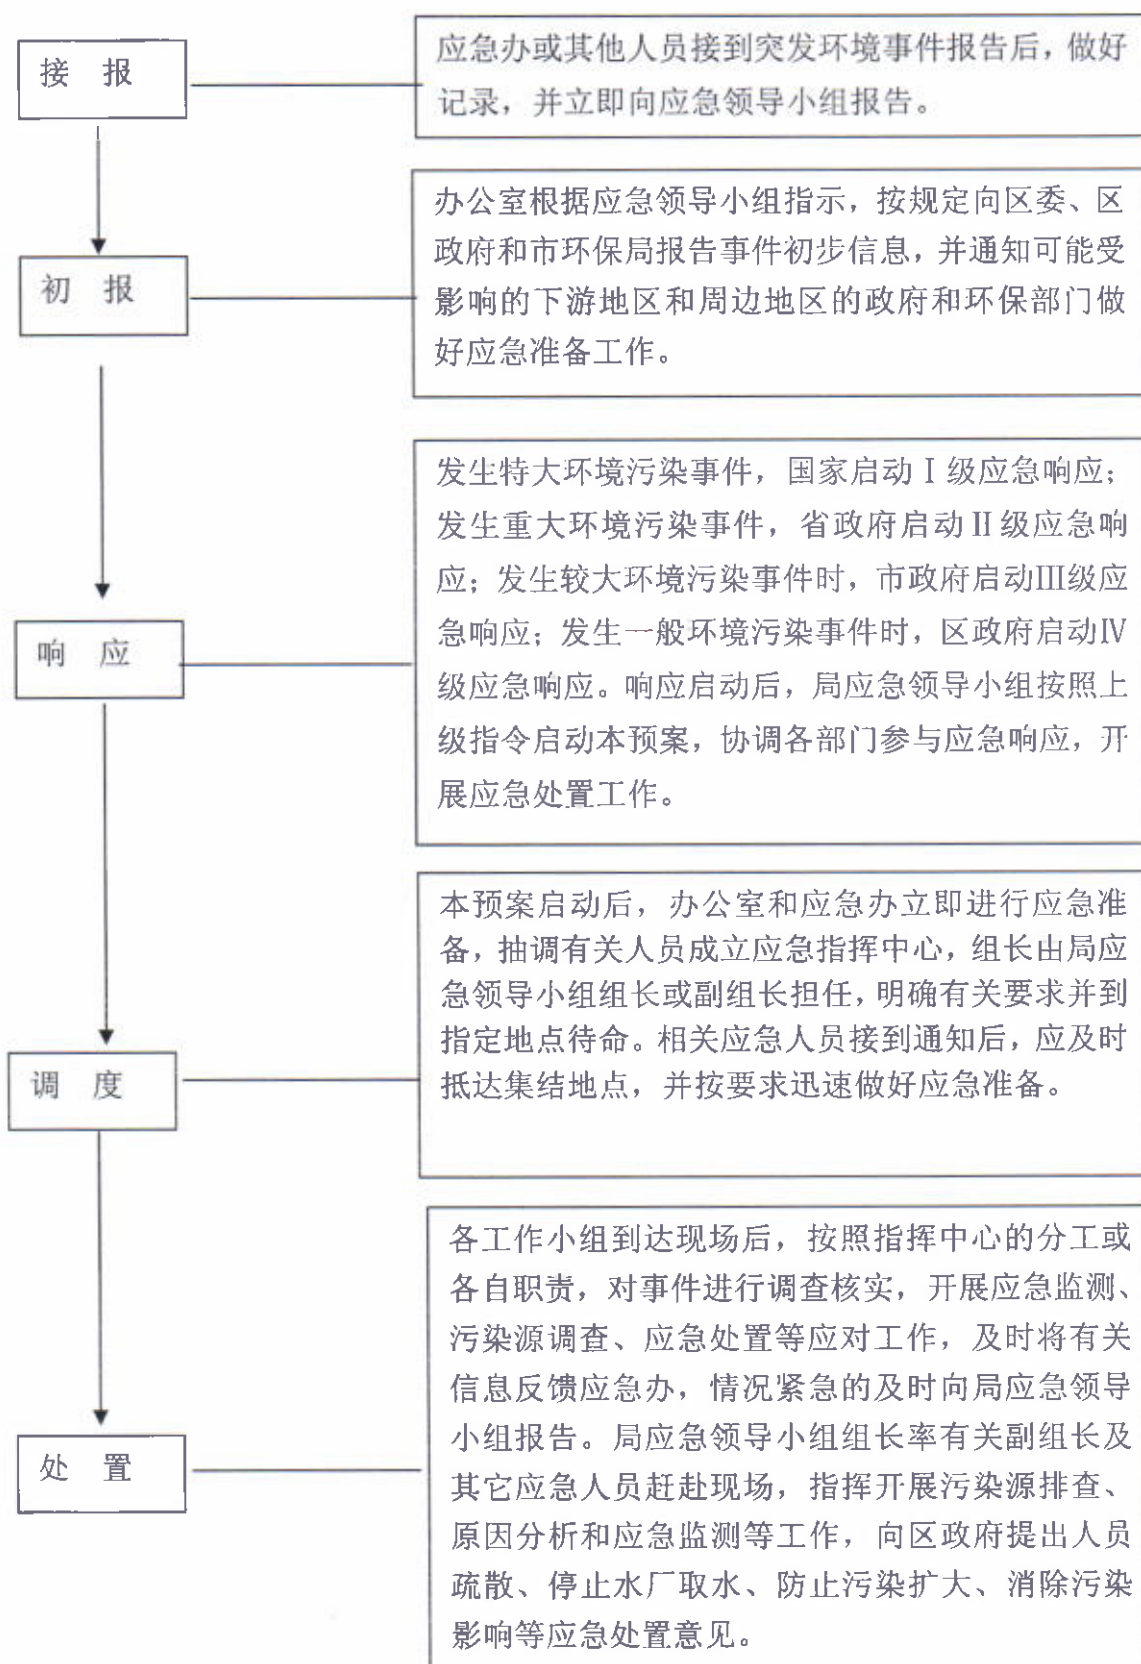 接 报
应急办或其他人员接到突发环境事件报告后，做好
记录，并立即向应急领导小组报告。
初 报
办公室根据应急领导小组指示，按规定向区委、区
政府和市环保局报告事件初步信息，并通知可能受
影响的下游地区和周边地区的政府和环保部门做
好应急准备工作。
响 应
发生特大环境污染事件，国家启动Ⅰ级应急响应；
发生重大环境污染事件，省政府启动Ⅱ级应急响
应；发生较大环境污染事件时，市政府启动Ⅲ级应
急响应；发生一般环境污染事件时，区政府启动Ⅳ
级应急响应。响应启动后，局应急领导小组按照上
级指令启动本预案，协调各部门参与应急响应，开
展应急处置工作。
调 度
本预案启动后，办公室和应急办立即进行应急准
备，抽调有关人员成立应急指挥中心，组长由局应
急领导小组组长或副组长担任，明确有关要求并到
指定地点待命。相关应急人员接到通知后，应及时
抵达集结地点，并按要求迅速做好应急准备。
处 置
各工作小组到达现场后，按照指挥中心的分工或
各自职责，对事件进行调查核实，开展应急监测、
污染源调查、应急处置等应对工作，及时将有关
信息反馈应急办，情况紧急的及时向局应急领导
小组报告。局应急领导小组组长率有关副组长及
其它应急人员赶赴现场，指挥开展污染源排查、
原因分析和应急监测等工作，向区政府提出人员
疏散、停止水厂取水、防止污染扩大、消除污染
影响等应急处置意见。